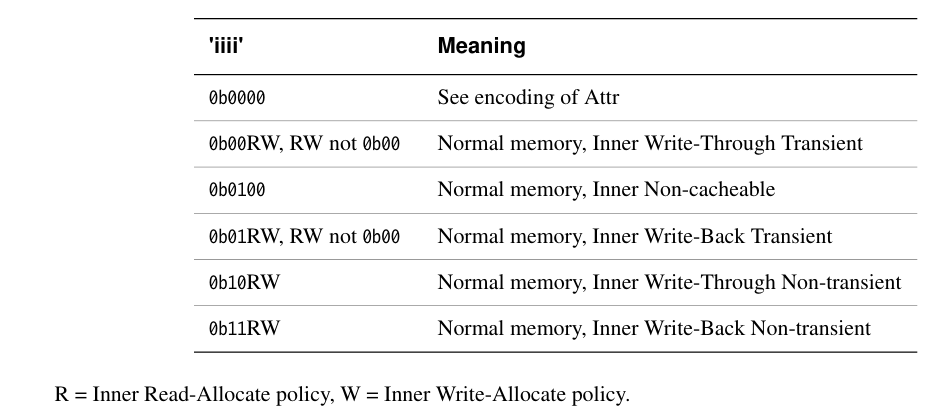 'iiii' Meaning
0b0000 See encoding of Attr
0b00RW, RW not 0b00 Normal memory, Inner Write-Through Transient
0b0100 Normal memory, Inner Non-cacheable
0b01RW, RW not 0b00 Normal memory, Inner Write-Back Transient
0b10RW Normal memory, Inner Write-Through Non-transient
0b11RW Normal memory, Inner Write-Back Non-transient
R = Inner Read-Allocate policy, W = Inner Write-Allocate policy.